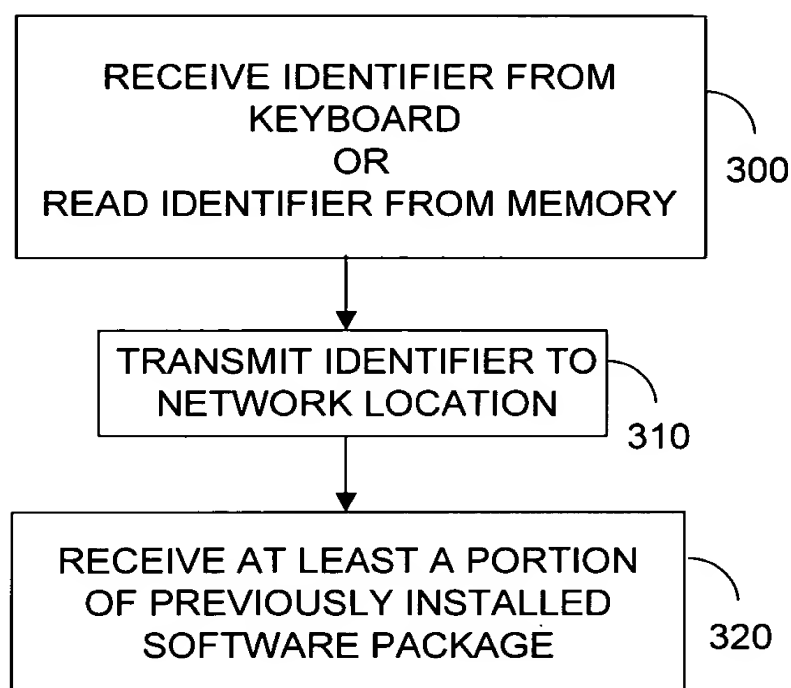 RECEIVE IDENTIFIER FROM
KEYBOARD
OR
READ IDENTIFIER FROM MEMORY
300
TRANSMIT IDENTIFIER TO
NETWORK LOCATION
310
RECEIVE AT LEAST A PORTION
OF PREVIOUSLY INSTALLED
SOFTWARE PACKAGE
320